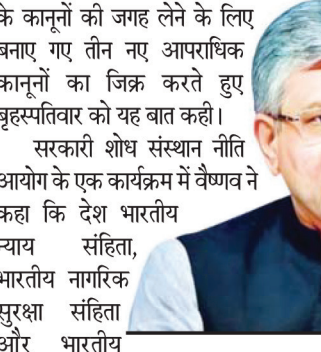 के कानूनों की जगह लेने के लिए
बनाए गए तीन नए आपराधिक
कानूनों का जिक्र करते हुए
बृहस्पतिवार को यह बात कही।
सरकारी शोध संस्थान नीति
आयोग के एक कार्यक्रम में वैष्णव ने
कहा कि देश भारतीय
न्याय संहिता,
भारतीय नागरिक
सुरक्षा संहिता
और भारतीय